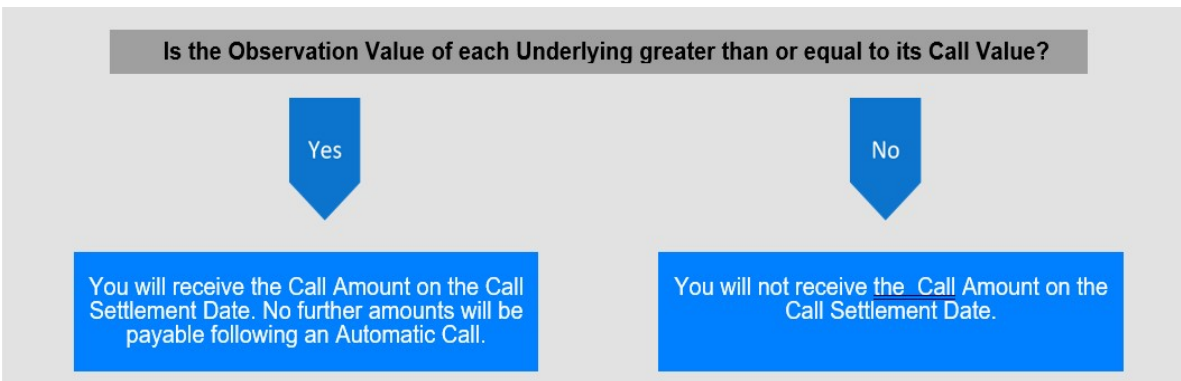 Is the Observation Value of each Underlying greater than or equal to its Call Value?
Yes
No
You will receive the Call Amount on the Call
Settlement Date. No further amounts will be
payable following an Automatic Call.
You will not receive the  Call Amount on the
Call Settlement Date.